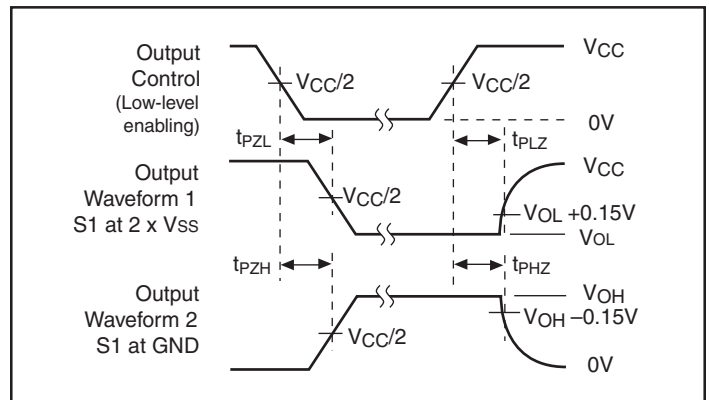 Output
Control
(Low-level
enabling)
VCC/2
VCC/2
VCC
0V
tPZL
tPLZ
Output
Waveform 1
S1 at 2 x VSS
VCC/2
VCC
VOL +0.15V
VOL
tPZH
tPHZ
Output
Waveform 2
S1 at GND
VCC/2
VOH
VOH –0.15V
0V